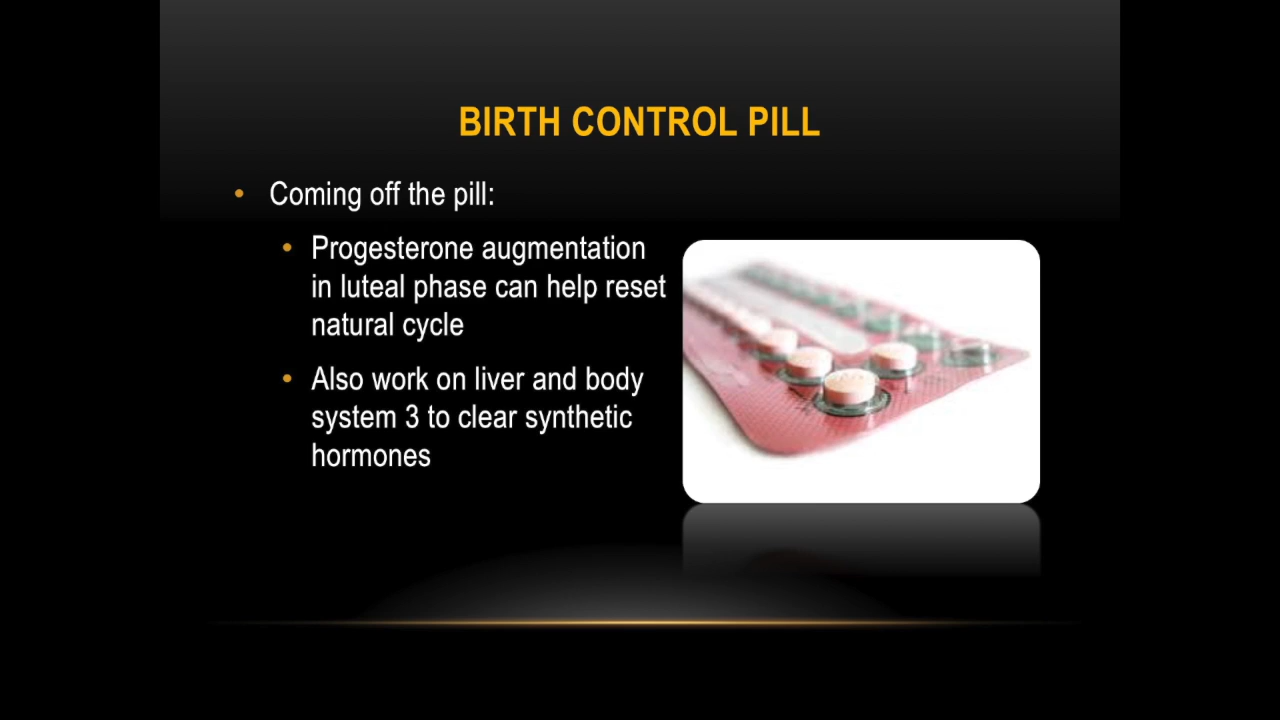 BIRTH CONTROL PILL
• Coming off the pill:
• Progesterone augmentation
in luteal phase can help reset
natural cycle
• Also work on liver and body
system 3 to clear synthetic
hormones